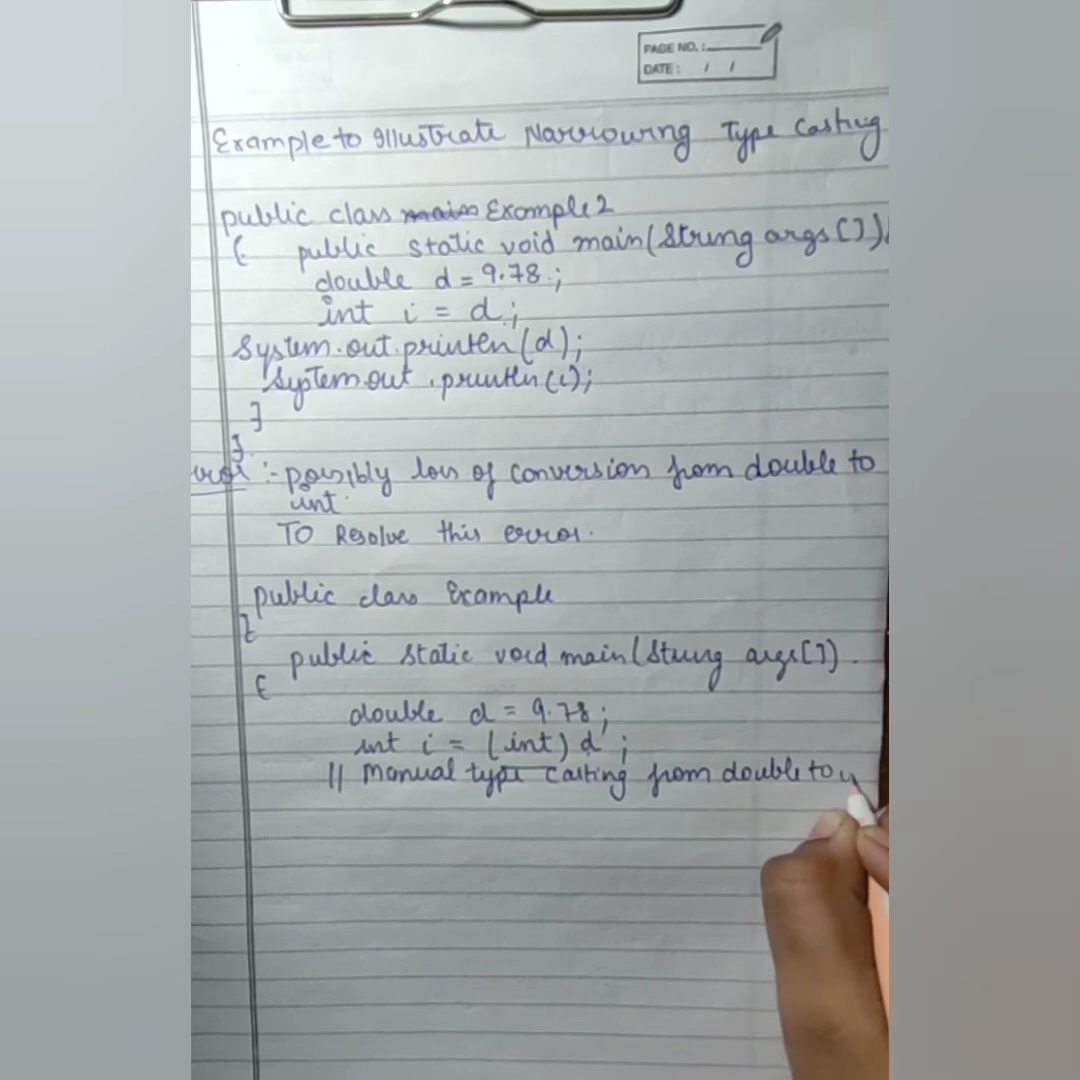 PAGE NO. :
DATE : / /
Example to Illustrate Narrowing Type Casting
public class Example2
{ public static void main(String args[])
double d = 9.78 ;
int i = d ;
System.out.println(d);
System.out.println(i);
}
}
:- possibly loss of conversion from double to
int
TO Resolve this error.
public class Example
{
public static void main(String args[])
{
double d = 9.78 ;
int i = (int) d ;
// Manual type casting from double to